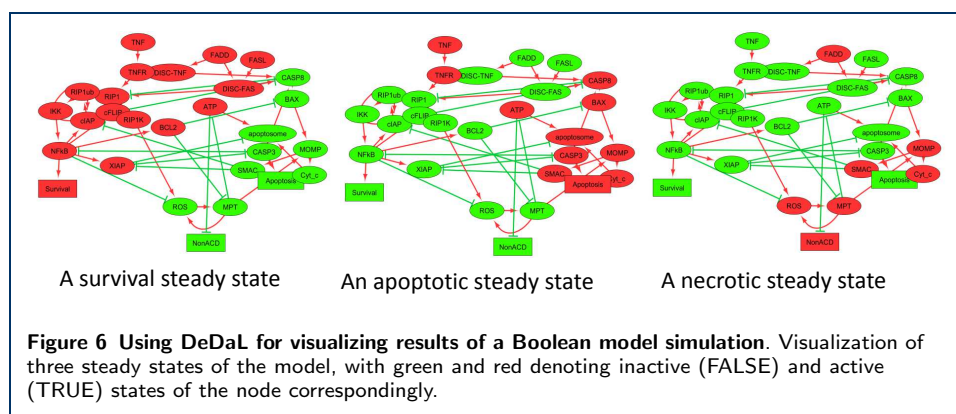 TNF
FADD
FASL
TNFR
DISC-TNF
CASP8
RIP1ub
RIP1
DISC-FAS
BAX
IKK
cFLIP
ATP
cIAP
RIP1K
BCL2
apoptosome
NFkB
CASP3
MOMP
XIAP
SMAC
Cyt_c
Survival
Apoptosis
ROS
MPT
NonACD
TNF
FADD
FASL
TNFR
DISC-TNF
CASP8
RIP1ub
RIP1
DISC-FAS
BAX
IKK
cFLIP
ATP
cIAP
RIP1K
BCL2
apoptosome
NFkB
CASP3
MOMP
XIAP
SMAC
Cyt_c
Survival
Apoptosis
ROS
MPT
NonACD
TNF
FADD
FASL
TNFR
DISC-TNF
CASP8
RIP1ub
RIP1
DISC-FAS
BAX
IKK
cFLIP
ATP
cIAP
RIP1K
BCL2
apoptosome
NFkB
CASP3
MOMP
XIAP
SMAC
Cyt_c
Survival
Apoptosis
ROS
MPT
NonACD
A survival steady state
An apoptotic steady state
A necrotic steady state
Figure 6 Using DeDaL for visualizing results of a Boolean model simulation. Visualization of
three steady states of the model, with green and red denoting inactive (FALSE) and active
(TRUE) states of the node correspondingly.